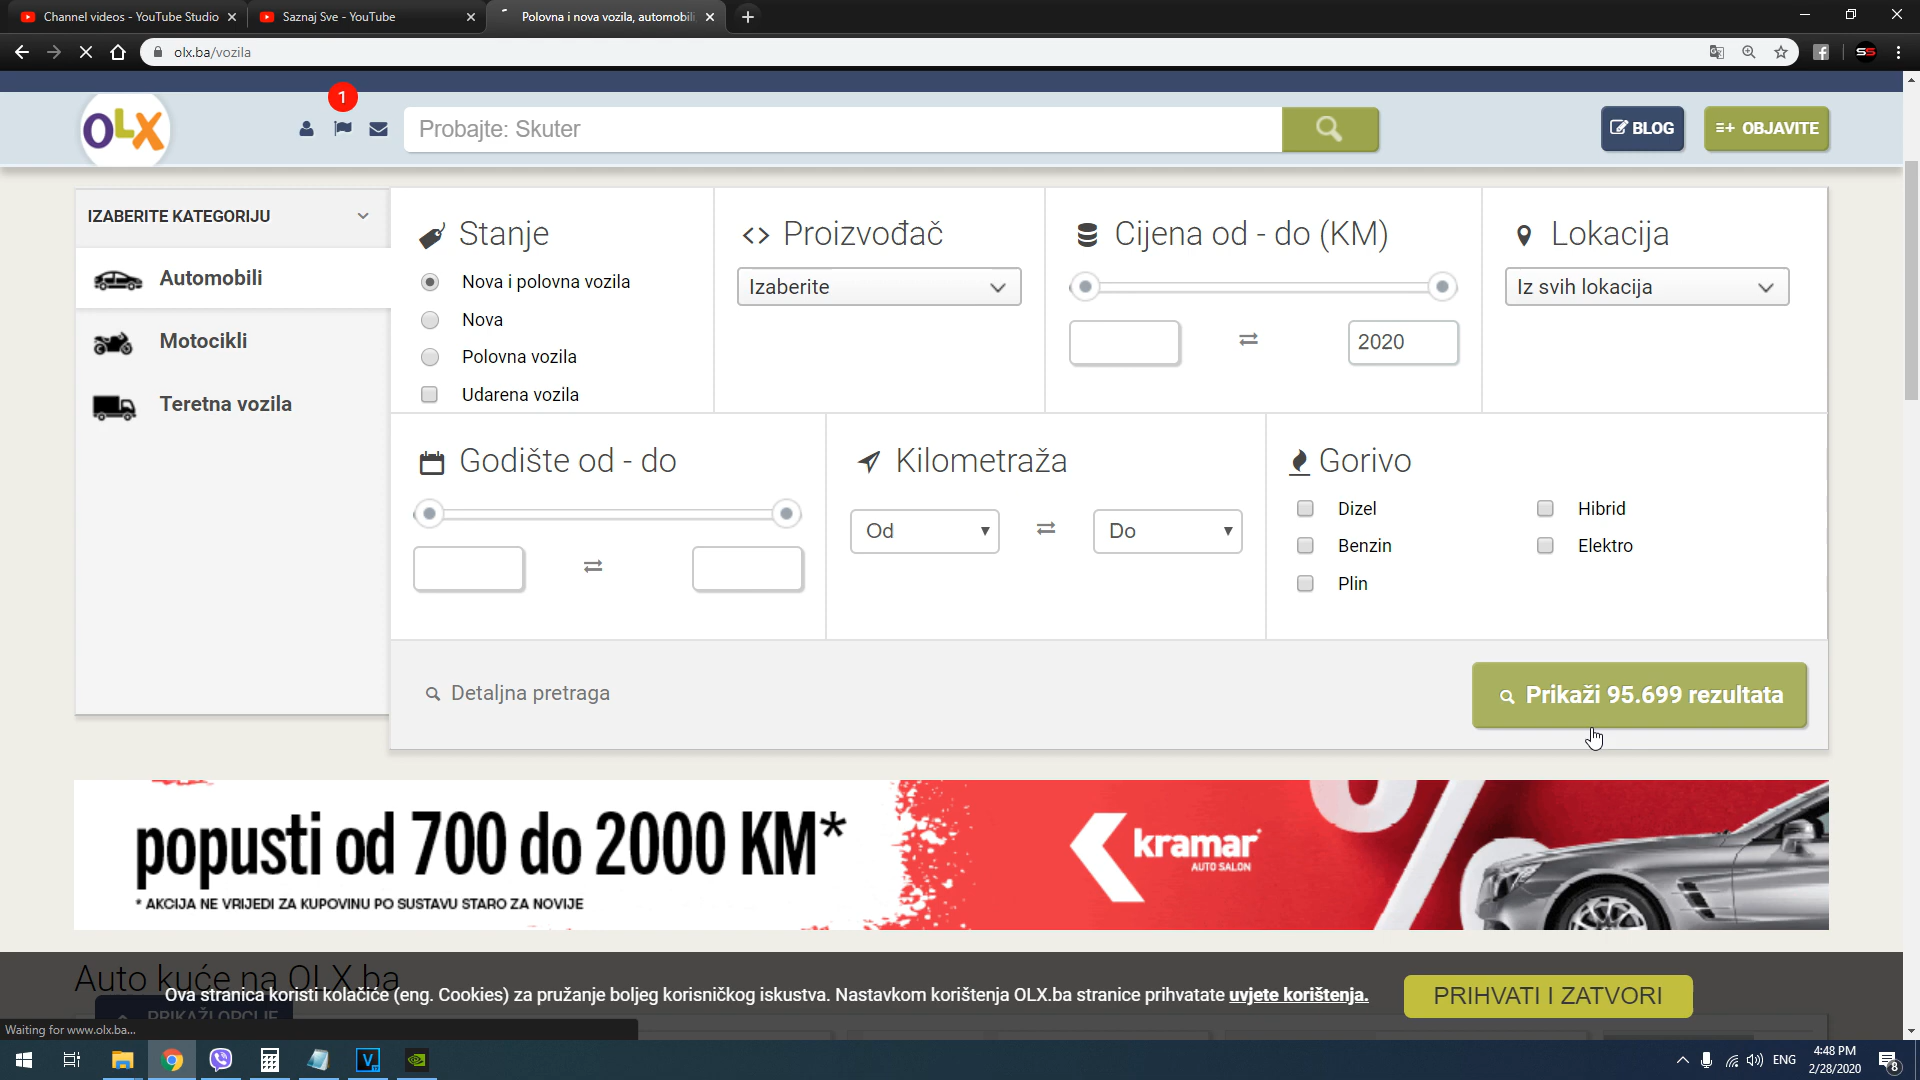 Channel videos - YouTube Studio
Saznaj Sve - YouTube
Polovna i nova vozila, automobili,
olx.ba/vozila
OLX
1
Probajte: Skuter
BLOG
OBJAVITE
IZABERITE KATEGORIJU
Automobili
Motocikli
Teretna vozila
Stanje
Nova i polovna vozila
Nova
Polovna vozila
Udarena vozila
Proizvođač
Izaberite
Cijena od - do (KM)
2020
Lokacija
Iz svih lokacija
Godište od - do
Kilometraža
Od
Do
Gorivo
Dizel
Hibrid
Benzin
Elektro
Plin
Detaljna pretraga
Prikaži 95.699 rezultata
popusti od 700 do 2000 KM*
* AKCIJA NE VRIJEDI ZA KUPOVINU PO SUSTAVU STARO ZA NOVIJE
kramar
AUTO SALON
%
Auto kuće na OLX.ba
Ova stranica koristi kolačiće (eng. Cookies) za pružanje boljeg korisničkog iskustva. Nastavkom korištenja OLX.ba stranice prihvatate uvjete korištenja.
PRIHVATI I ZATVORI
PRIKAŽI OPCIJE
Waiting for www.olx.ba...
ENG
4:48 PM
2/28/2020
8